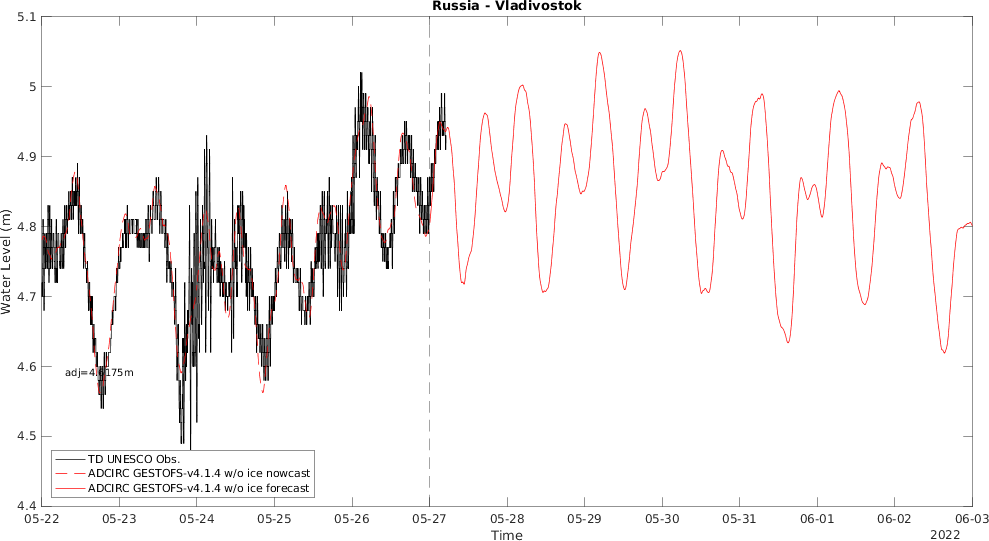 Russia - Vladivostok
5.1
5
4.9
4.8
4.7
4.6
4.5
4.4
Water Level (m)
adj=4.6175m
TD UNESCO Obs.
ADCIRC GESTOFS-v4.1.4 w/o ice nowcast
ADCIRC GESTOFS-v4.1.4 w/o ice forecast
05-22 05-23 05-24 05-25 05-26 05-27 05-28 05-29 05-30 05-31 06-01 06-02 06-03
Time
2022